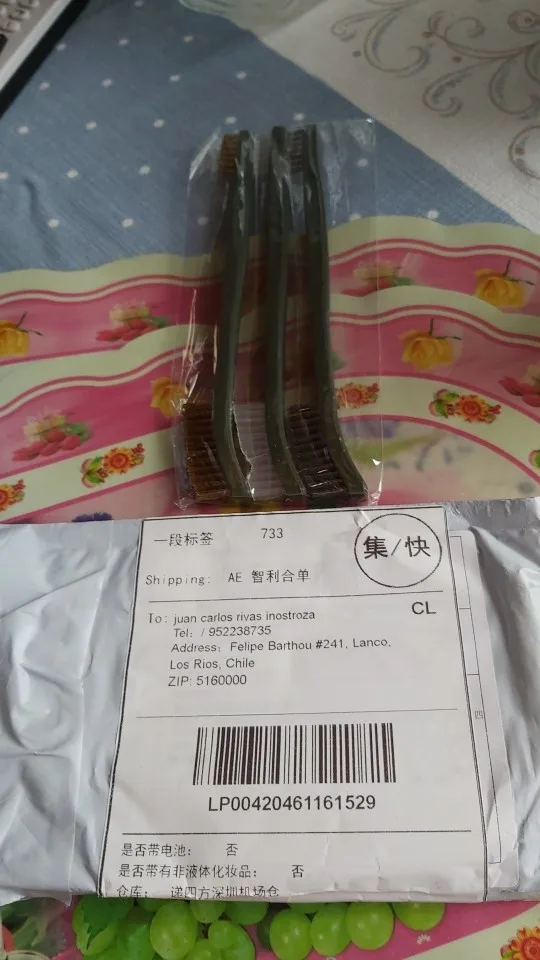 一段标签 733
集/快
Shipping: AE 智利合单
CL
To: juan carlos rivas inostroza
Tel: / 952238735
Address: Felipe Barthou #241, Lanco,
Los Rios, Chile
ZIP: 5160000
LP00420461161529
是否带电池: 否
是否带有非液体化妆品: 否
仓库: 递四方深圳机场仓
四